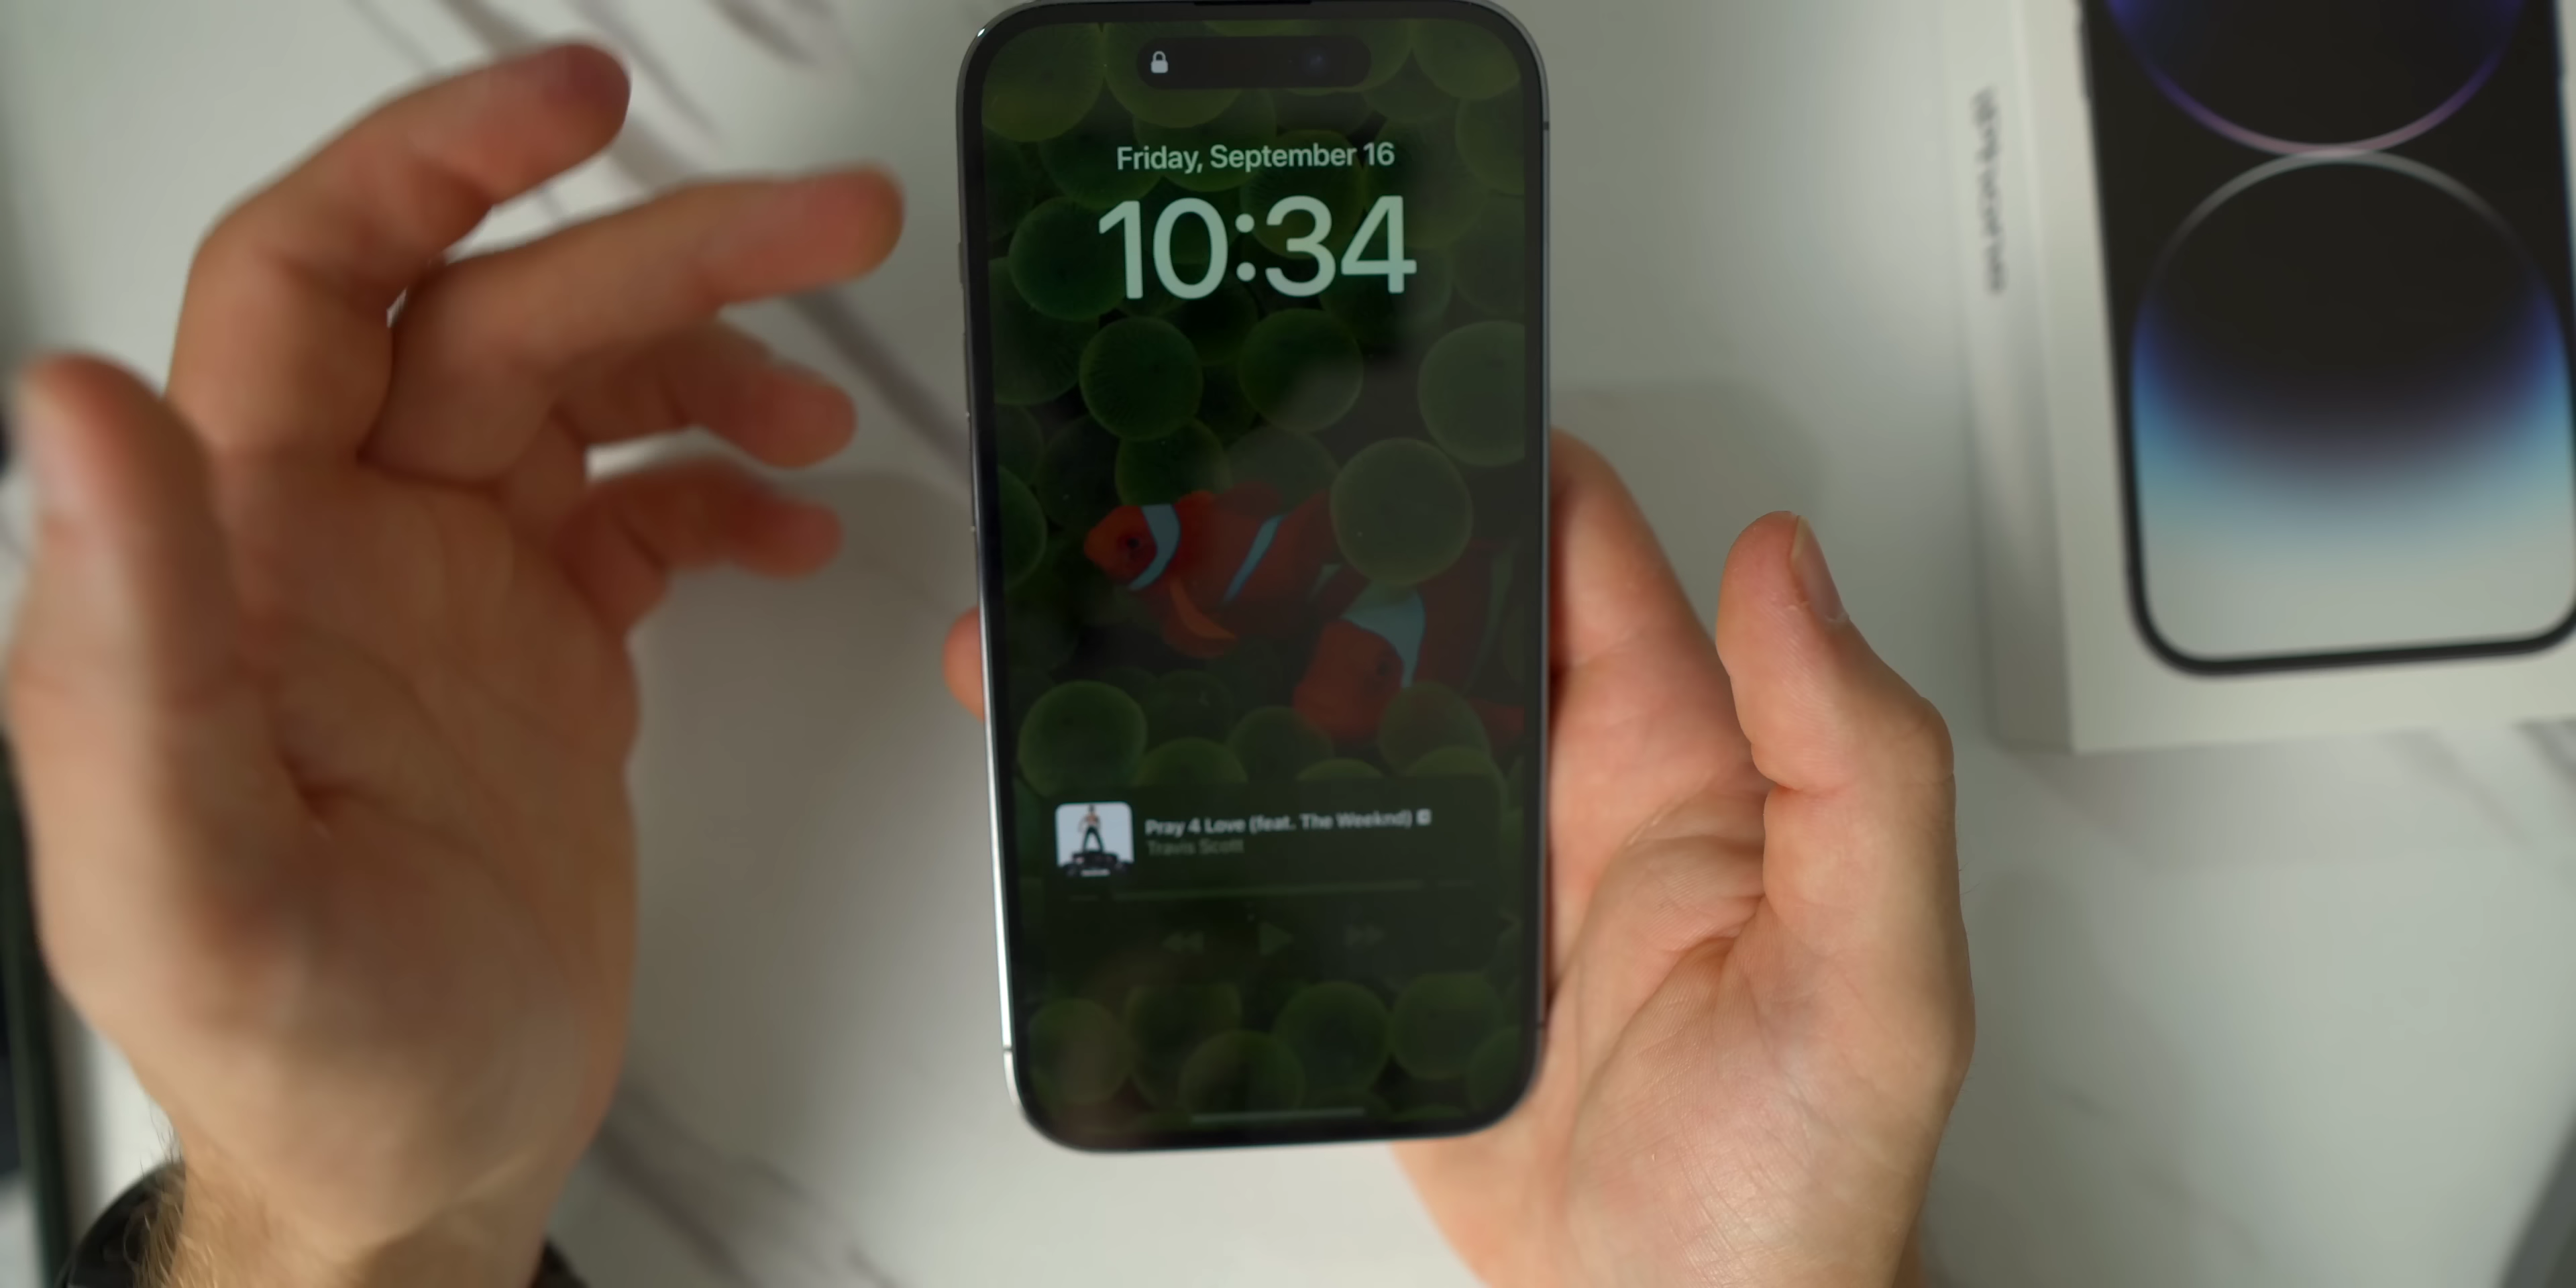 Friday, September 16
10:34
Pray 4 Love (feat. The Weeknd) 🅴
Travis Scott